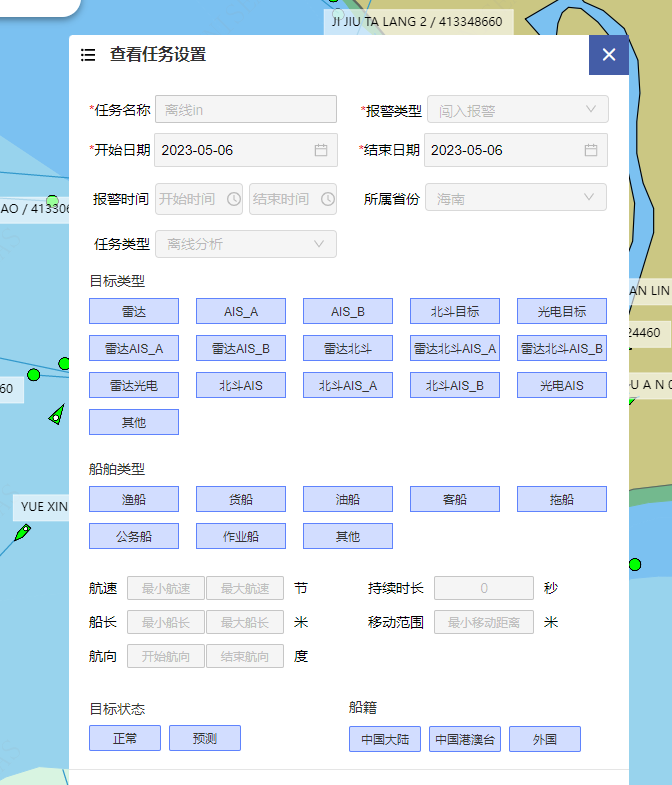 JI JIU TA LANG 2 / 413348660
查看任务设置
*任务名称 离线in *报警类型 闯入报警
*开始日期 2023-05-06 *结束日期 2023-05-06
报警时间 开始时间 结束时间 所属省份 海南
AO / 41330
任务类型 离线分析
目标类型
AN LIN
雷达 AIS_A AIS_B 北斗目标 光电目标
24460
雷达AIS_A 雷达AIS_B 雷达北斗 雷达北斗AIS_A 雷达北斗AIS_B
60
雷达光电 北斗AIS 北斗AIS_A 北斗AIS_B 光电AIS
U A N
其他
船舶类型
渔船 货船 油船 客船 拖船
YUE XIN
公务船 作业船 其他
航速 最小航速 最大航速 节 持续时长 0 秒
船长 最小船长 最大船长 米 移动范围 最小移动距离 米
航向 开始航向 结束航向 度
目标状态 船籍
正常 预测 中国大陆 中国港澳台 外国